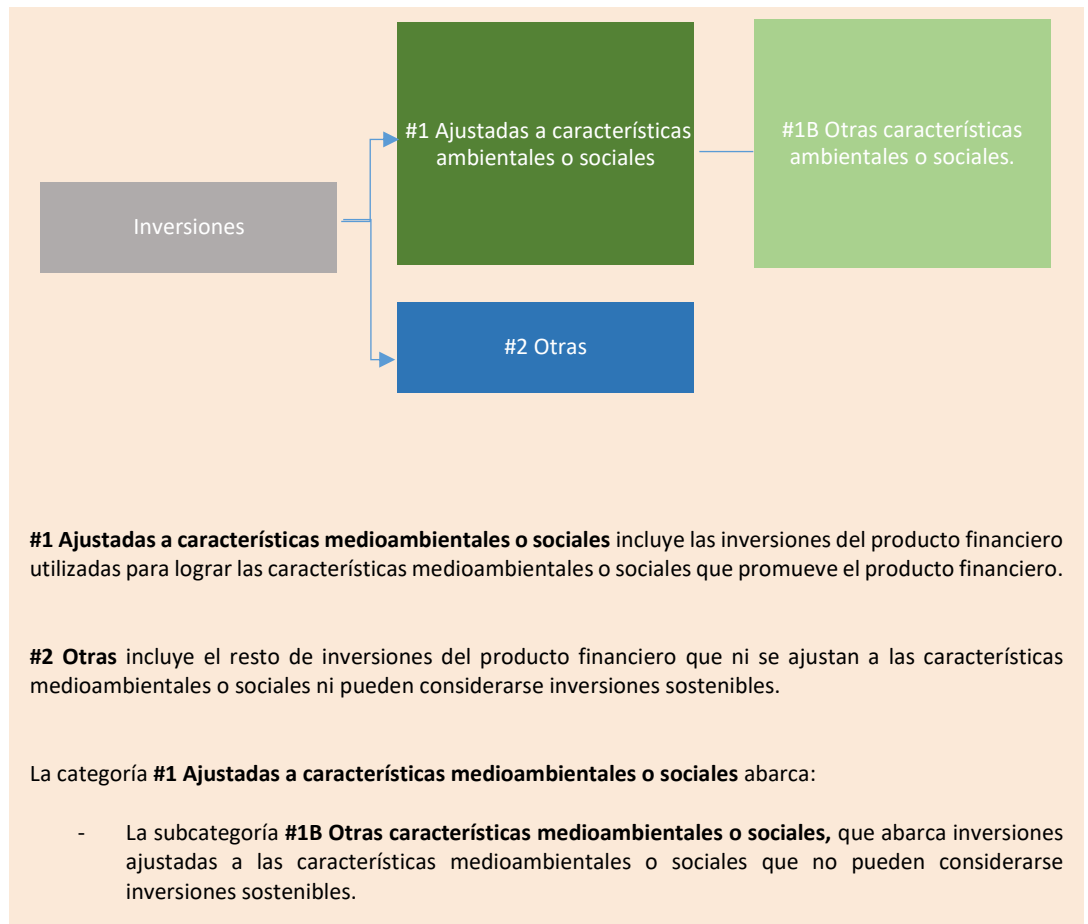 #1 Ajustadas a características
ambientales o sociales
#1B Otras características
ambientales o sociales.
Inversiones
#2 Otras
#1 Ajustadas a características medioambientales o sociales incluye las inversiones del producto financiero
utilizadas para lograr las características medioambientales o sociales que promueve el producto financiero.
#2 Otras incluye el resto de inversiones del producto financiero que ni se ajustan a las características
medioambientales o sociales ni pueden considerarse inversiones sostenibles.
La categoría #1 Ajustadas a características medioambientales o sociales abarca:
- La subcategoría #1B Otras características medioambientales o sociales, que abarca inversiones
ajustadas a las características medioambientales o sociales que no pueden considerarse
inversiones sostenibles.